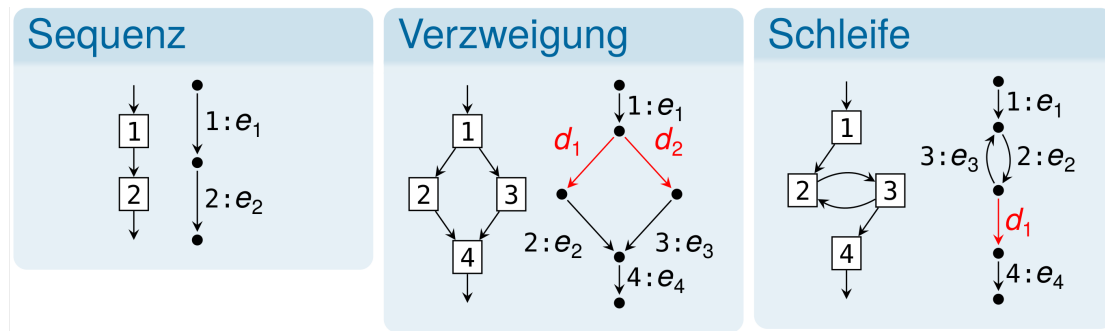 Sequenz
1
2
1:e₁
2:e₂
Verzweigung
1
2
3
4
1:e₁
d₁
d₂
2:e₂
3:e₃
4:e₄
Schleife
1
2
3
4
1:e₁
3:e₃
2:e₂
d₁
4:e₄